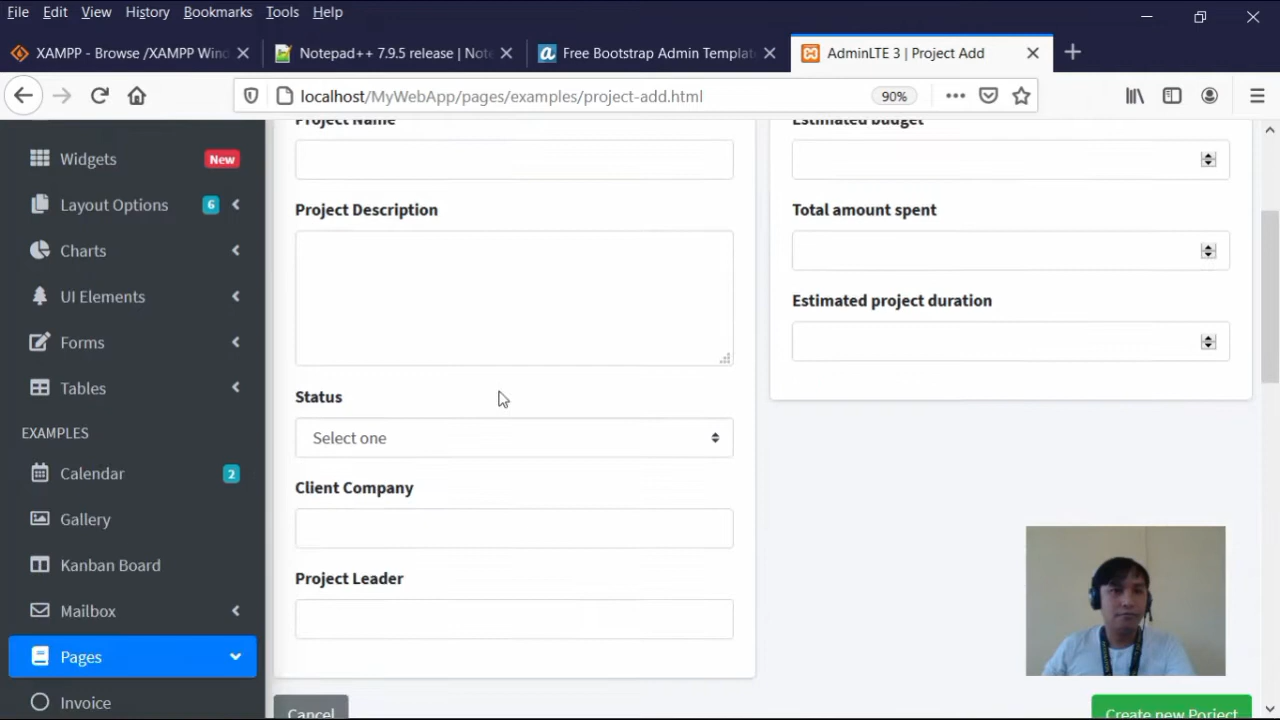 File Edit View History Bookmarks Tools Help
XAMPP - Browse /XAMPP Wind
Notepad++ 7.9.5 release | Note
Free Bootstrap Admin Templat
AdminLTE 3 | Project Add
localhost/MyWebApp/pages/examples/project-add.html
90%
Widgets New
Layout Options 6
Charts
UI Elements
Forms
Tables
EXAMPLES
Calendar 2
Gallery
Kanban Board
Mailbox
Pages
Invoice
Project Name
Project Description
Status
Select one
Client Company
Project Leader
Cancel
Estimated budget
Total amount spent
Estimated project duration
Create new Porject